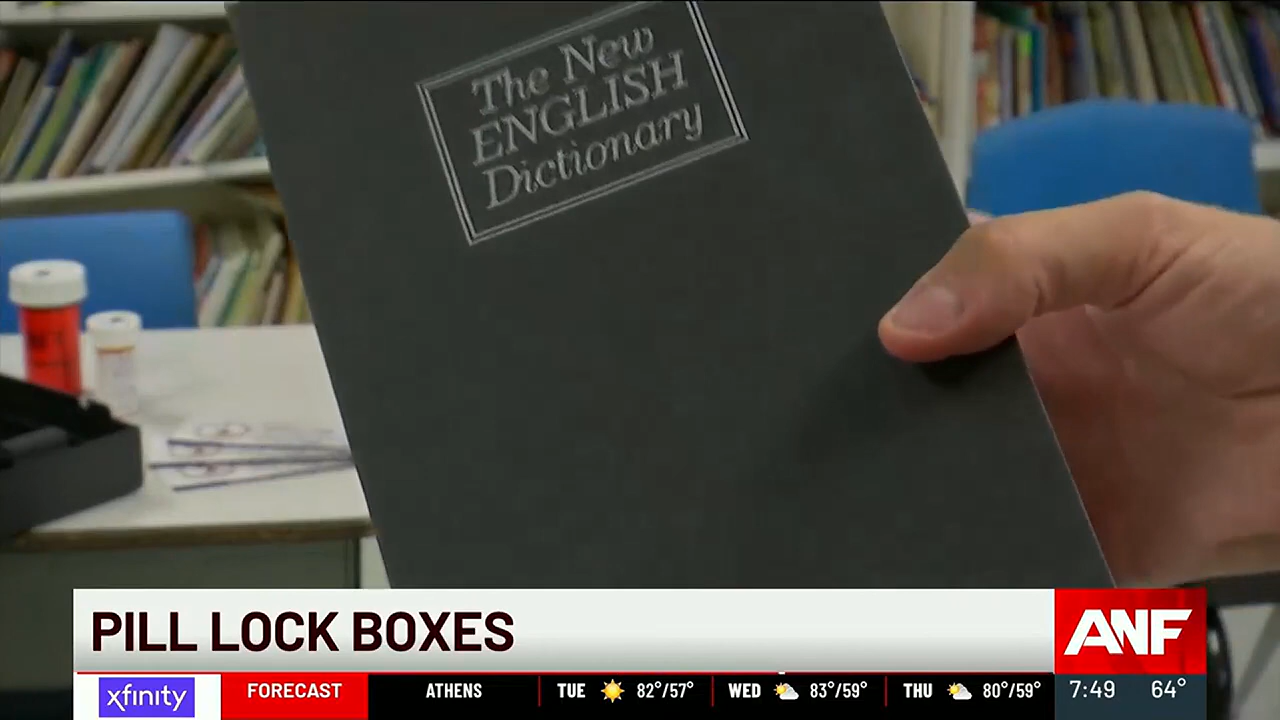 The New
ENGLISH
Dictionary
PILL LOCK BOXES
ANF
xfinity
FORECAST
ATHENS
TUE 82°/57°
WED 83°/59°
THU 80°/59°
7:49
64°